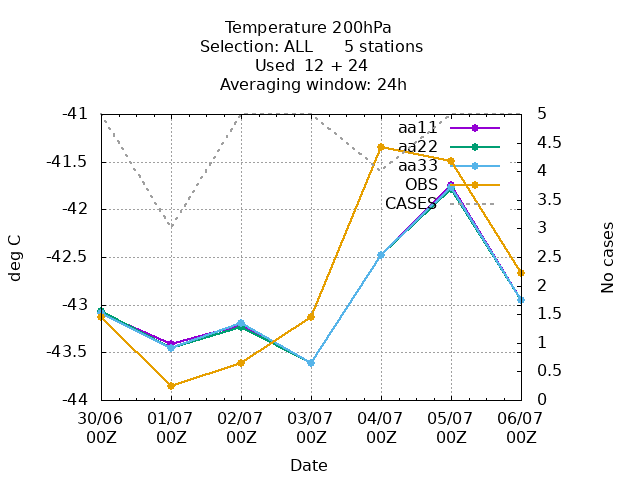 Temperature 200hPa
Selection: ALL      5 stations
Used  12 + 24
Averaging window: 24h
-41
-41.5
-42
-42.5
-43
-43.5
-44
deg C
5
4.5
4
3.5
3
2.5
2
1.5
1
0.5
0
No cases
aa11
aa22
aa33
OBS
CASES
30/06 01/07 02/07 03/07 04/07 05/07 06/07
00Z 00Z 00Z 00Z 00Z 00Z 00Z
Date